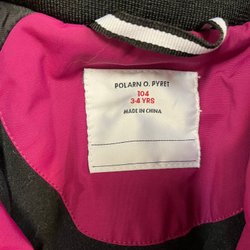 POLARN O. PYRET
104
3-4 YRS
MADE IN CHINA